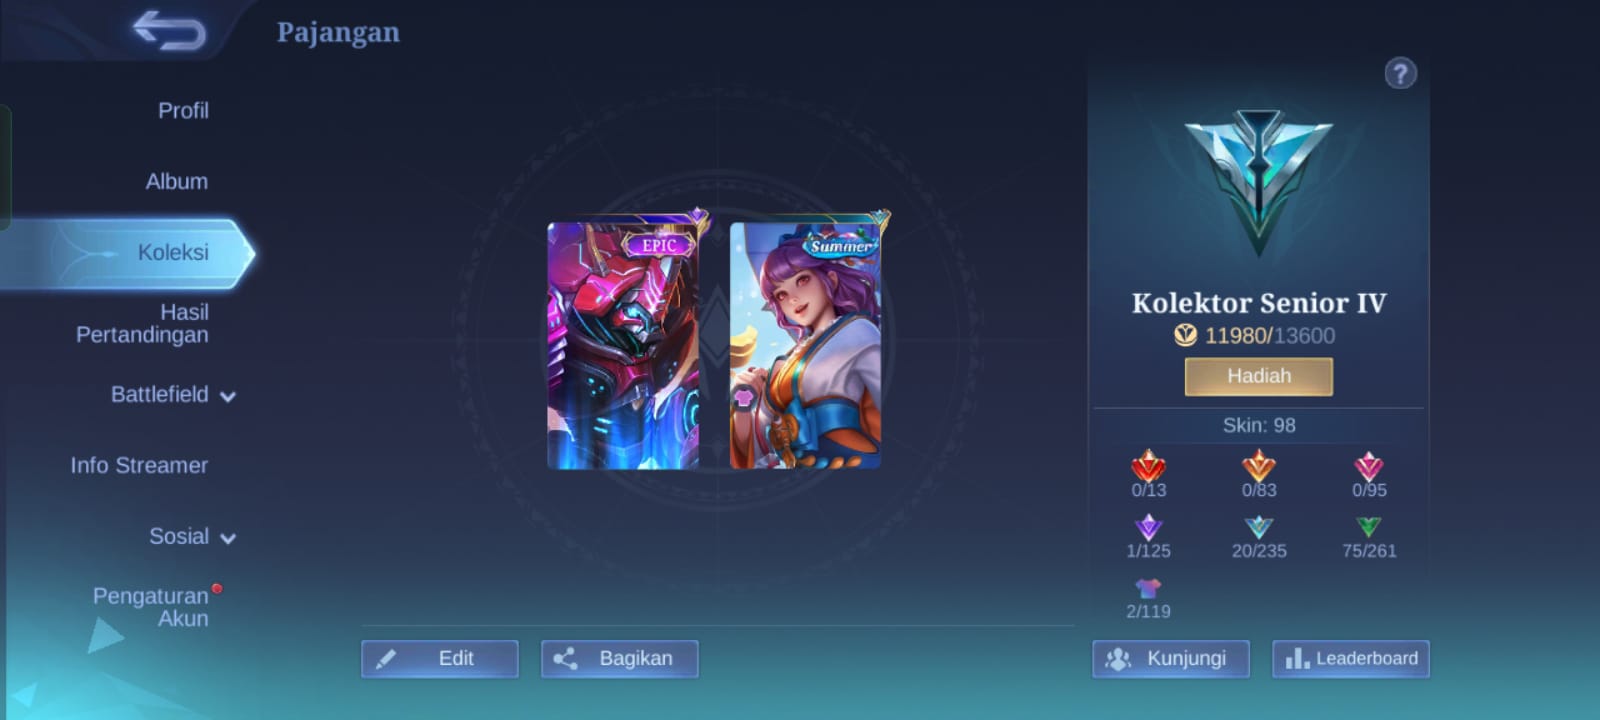 Pajangan
Profil
Album
Koleksi
Hasil
Pertandingan
Battlefield
Info Streamer
Sosial
Pengaturan
Akun
EPIC
Summer
?
Kolektor Senior IV
11980/13600
Hadiah
Skin: 98
0/13
0/83
0/95
1/125
20/235
75/261
2/119
Edit
Bagikan
Kunjungi
Leaderboard